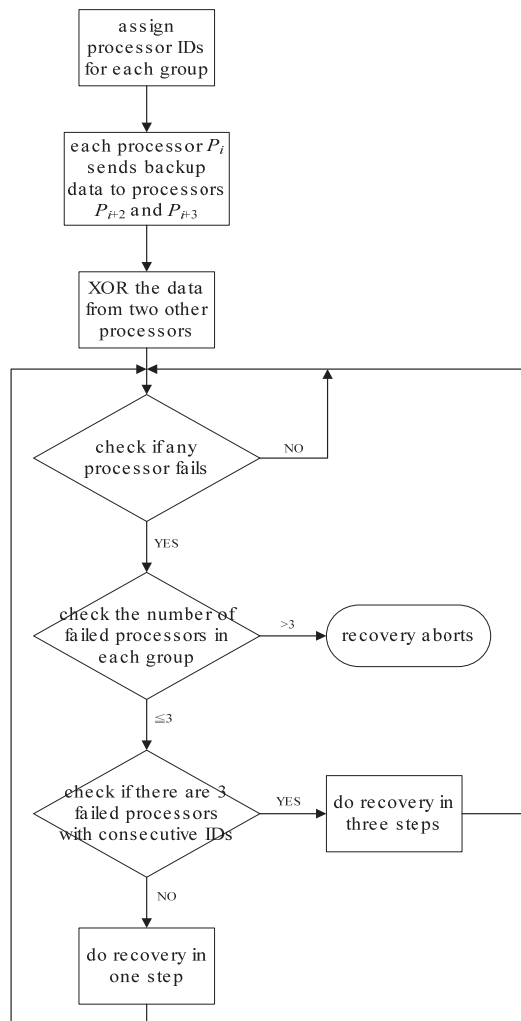 assign
processor IDs
for each group
each processor Pi
sends backup
data to processors
Pi+2 and Pi+3
XOR the data
from two other
processors
check if any
processor fails
NO
YES
check the number of
failed processors in
each group
>3
recovery aborts
≦3
check if there are 3
failed processors
with consecutive IDs
YES
do recovery in
three steps
NO
do recovery in
one step